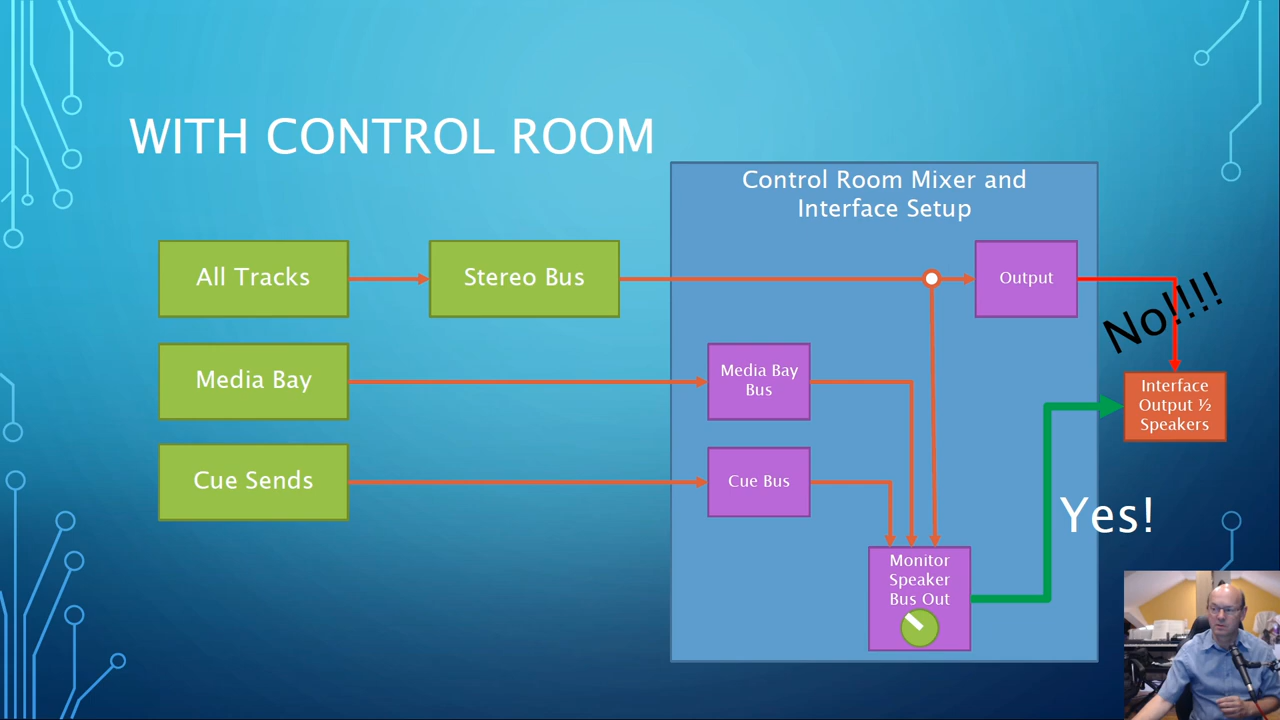 WITH CONTROL ROOM
Control Room Mixer and
Interface Setup
All Tracks
Stereo Bus
Output
No!!!!
Media Bay
Media Bay
Bus
Interface
Output ½
Speakers
Cue Sends
Cue Bus
Yes!
Monitor
Speaker
Bus Out